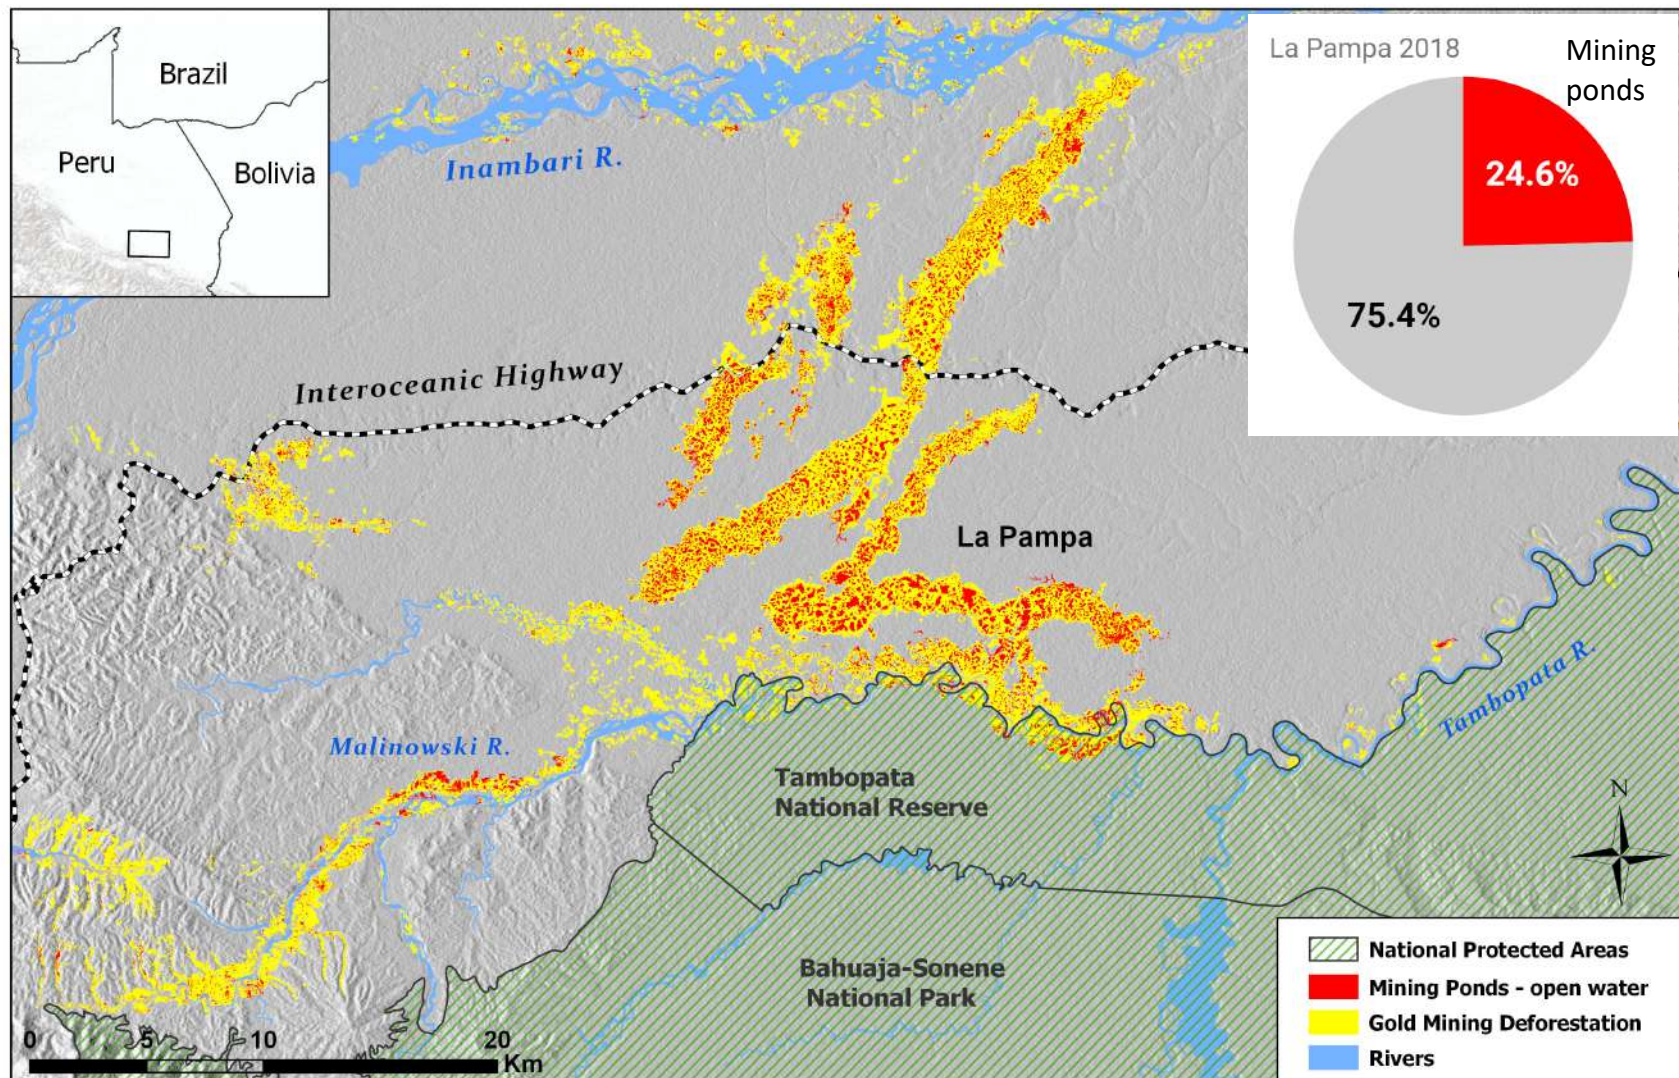 Brazil
Peru
Bolivia
La Pampa 2018
Mining
ponds
24.6%
75.4%
Inambari R.
Interoceanic Highway
La Pampa
Tambopata R.
Malinowski R.
Tambopata
National Reserve
N
Bahuaja-Sonene
National Park
National Protected Areas
Mining Ponds - open water
Gold Mining Deforestation
Rivers
0 5 10 20
Km